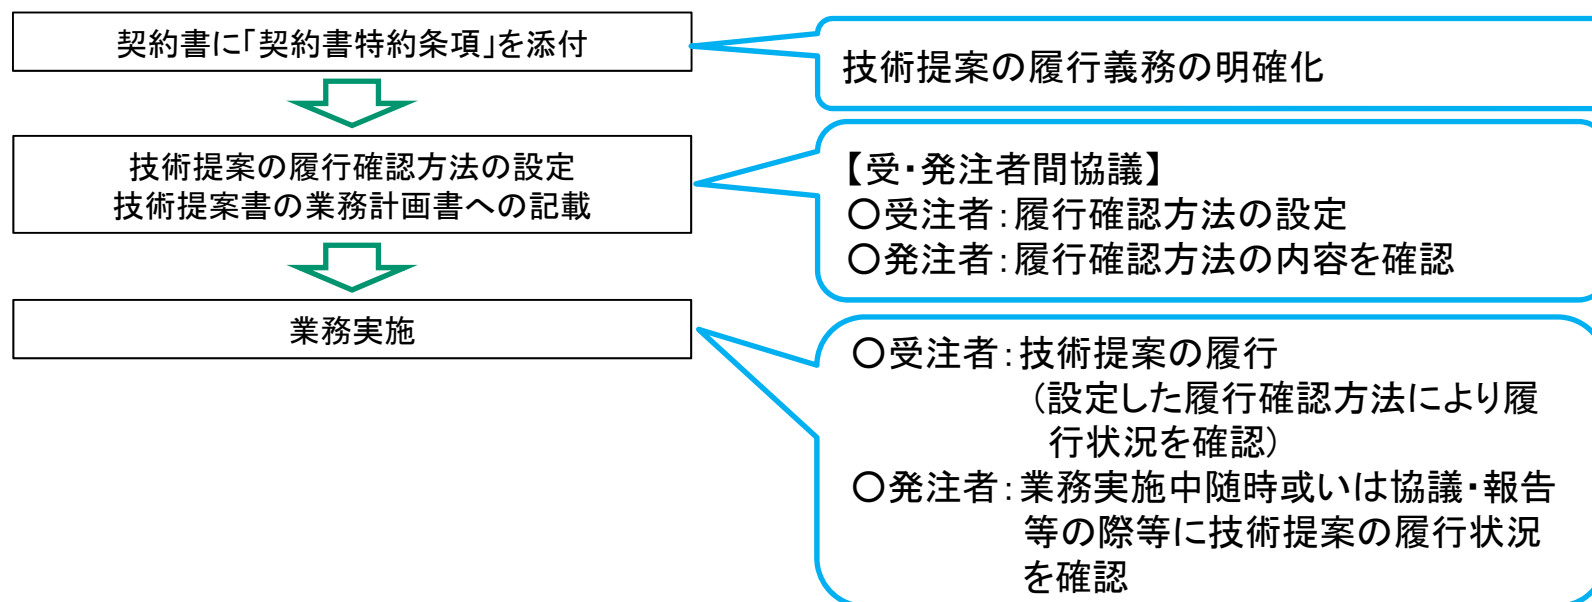 契約書に「契約書特約条項」を添付
技術提案の履行義務の明確化
技術提案の履行確認方法の設定
技術提案書の業務計画書への記載
【受・発注者間協議】
○受注者：履行確認方法の設定
○発注者：履行確認方法の内容を確認
業務実施
○受注者：技術提案の履行
（設定した履行確認方法により履
行状況を確認）
○発注者：業務実施中随時或いは協議・報告
等の際等に技術提案の履行状況
を確認